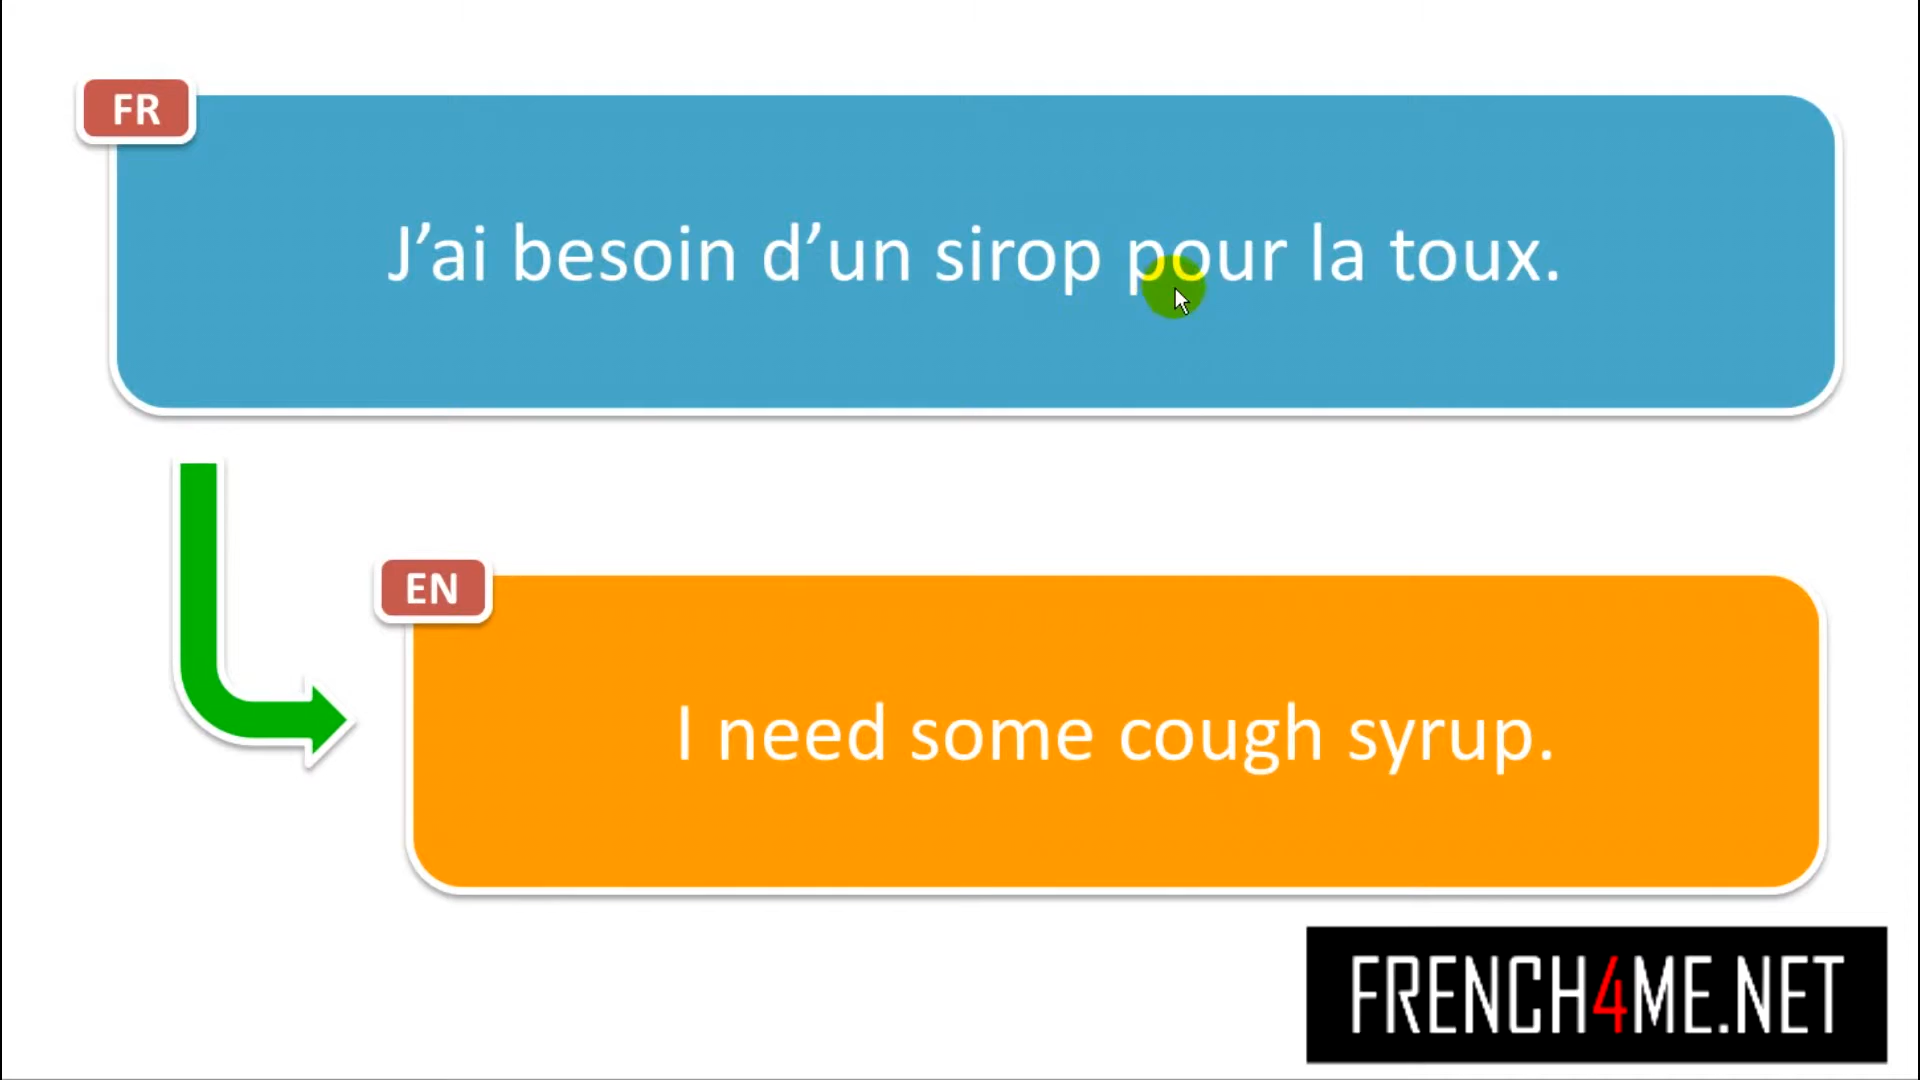 FR
J’ai besoin d’un sirop pour la toux.
EN
I need some cough syrup.
FRENCH4ME.NET